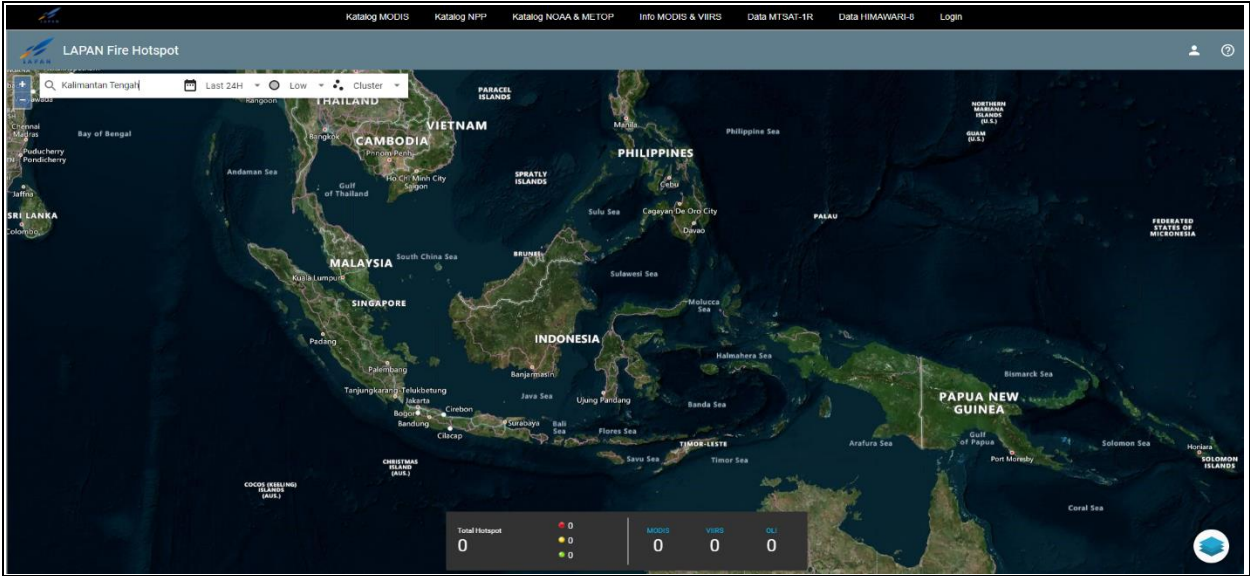 LAPAN
Katalog MODIS
Katalog NPP
Katalog NOAA & METOP
Info MODIS & VIIRS
Data MTSAT-1R
Data HIMAWARI-8
Login
LAPAN
LAPAN Fire Hotspot
+
Kalimantan Tengah
Last 24H
Low
Cluster
−
Rangoon
THAILAND
PARACEL
ISLANDS
NORTHERN
MARIANA
ISLANDS
(U.S.)
Chennai
Madras
Bay of Bengal
Bangkok
VIETNAM
Manila
Philippine Sea
GUAM
(U.S.)
CAMBODIA
Phnom Penh
Puducherry
Pondicherry
PHILIPPINES
Andaman Sea
Gulf
of Thailand
Ho Chi Minh City
Saigon
SPRATLY
ISLANDS
Cebu
Jaffna
SRI LANKA
Colombo
Sulu Sea
Cagayan De Oro City
Davao
PALAU
FEDERATED
STATES OF
MICRONESIA
MALAYSIA
South China Sea
BRUNEI
Kuala Lumpur
Sulawesi Sea
SINGAPORE
Molucca
Sea
Padang
INDONESIA
Halmahera Sea
Palembang
Banjarmasin
Bismarck Sea
Tanjungkarang-Telukbetung
Jakarta
Java Sea
Ujung Pandang
Banda Sea
PAPUA NEW
GUINEA
Bogor
Cirebon
Bandung
Surabaya
Bali
Sea
Flores Sea
Cilacap
TIMOR-LESTE
Arafura Sea
Gulf
of Papua
Solomon Sea
Honiara
CHRISTMAS
ISLAND
(AUS.)
Savu Sea
Timor Sea
Port Moresby
SOLOMON
ISLANDS
COCOS (KEELING)
ISLANDS
(AUS.)
Coral Sea
Total Hotspot
0
0
0
0
MODIS
0
VIIRS
0
OLI
0